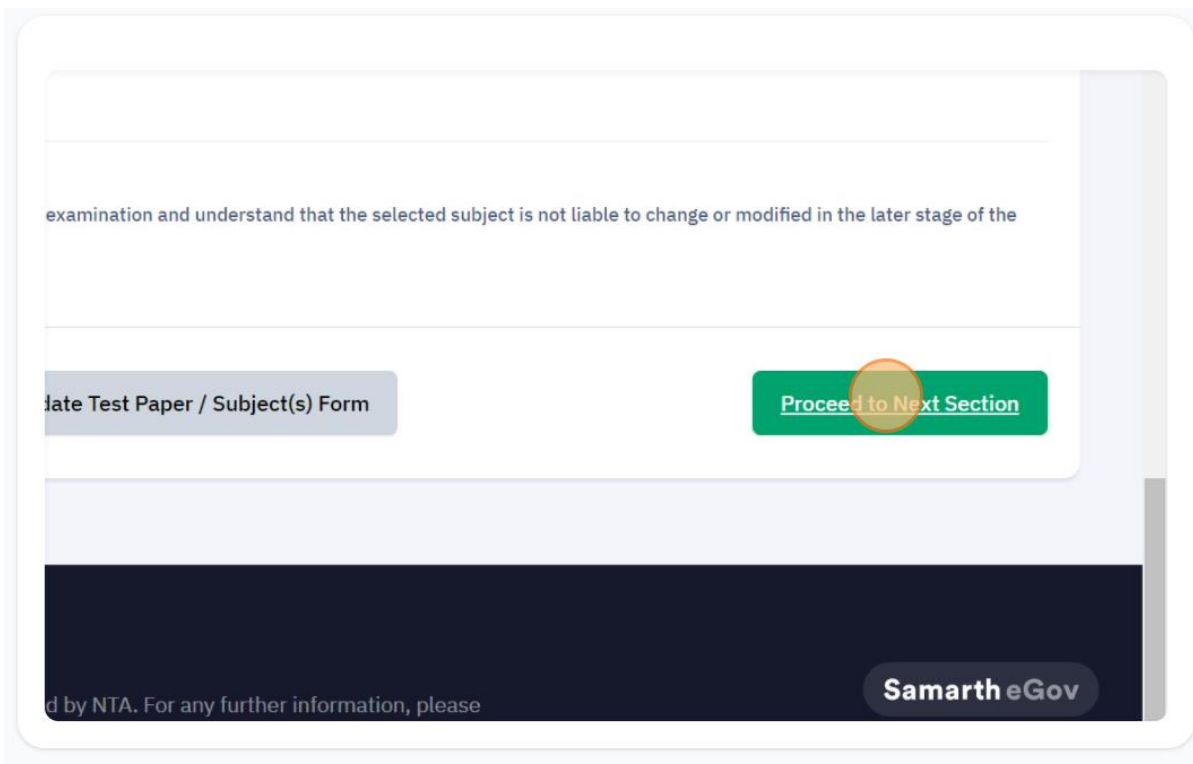 examination and understand that the selected subject is not liable to change or modified in the later stage of the
date Test Paper / Subject(s) Form
Proceed to Next Section
d by NTA. For any further information, please
Samarth eGov